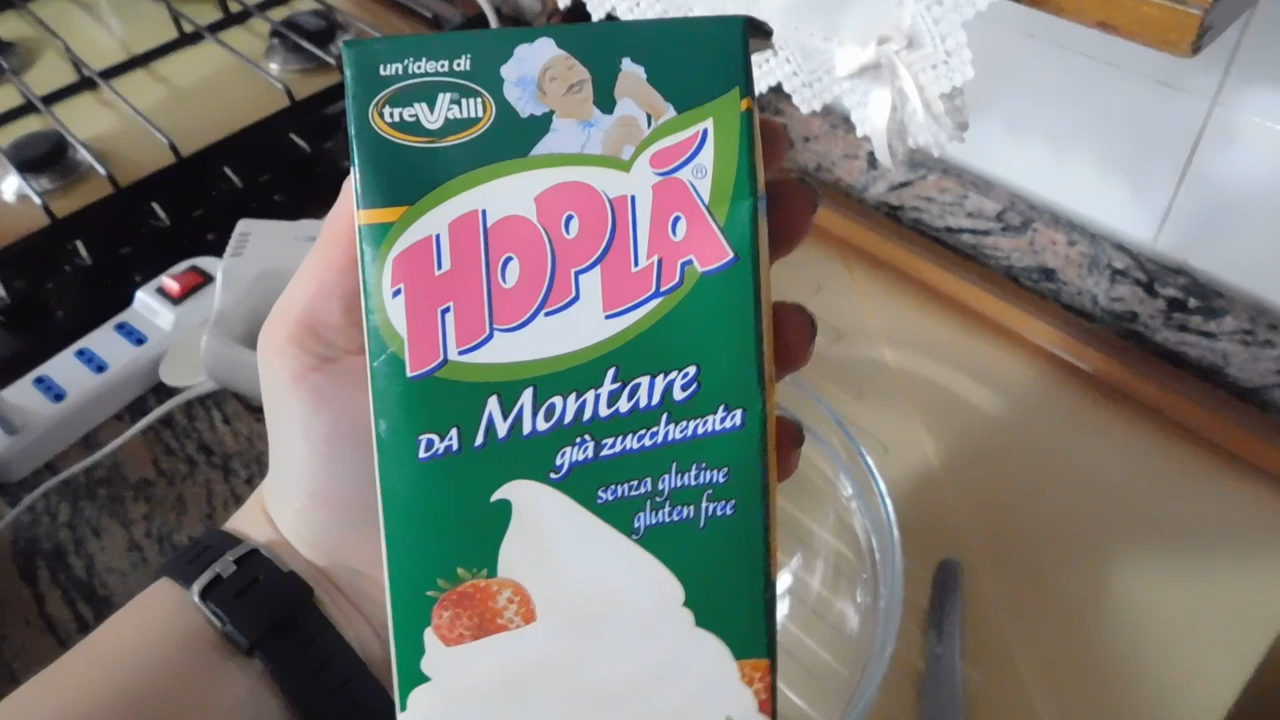 un'idea di
treValli
HOPLÀ®
DA Montare
già zuccherata
senza glutine
gluten free